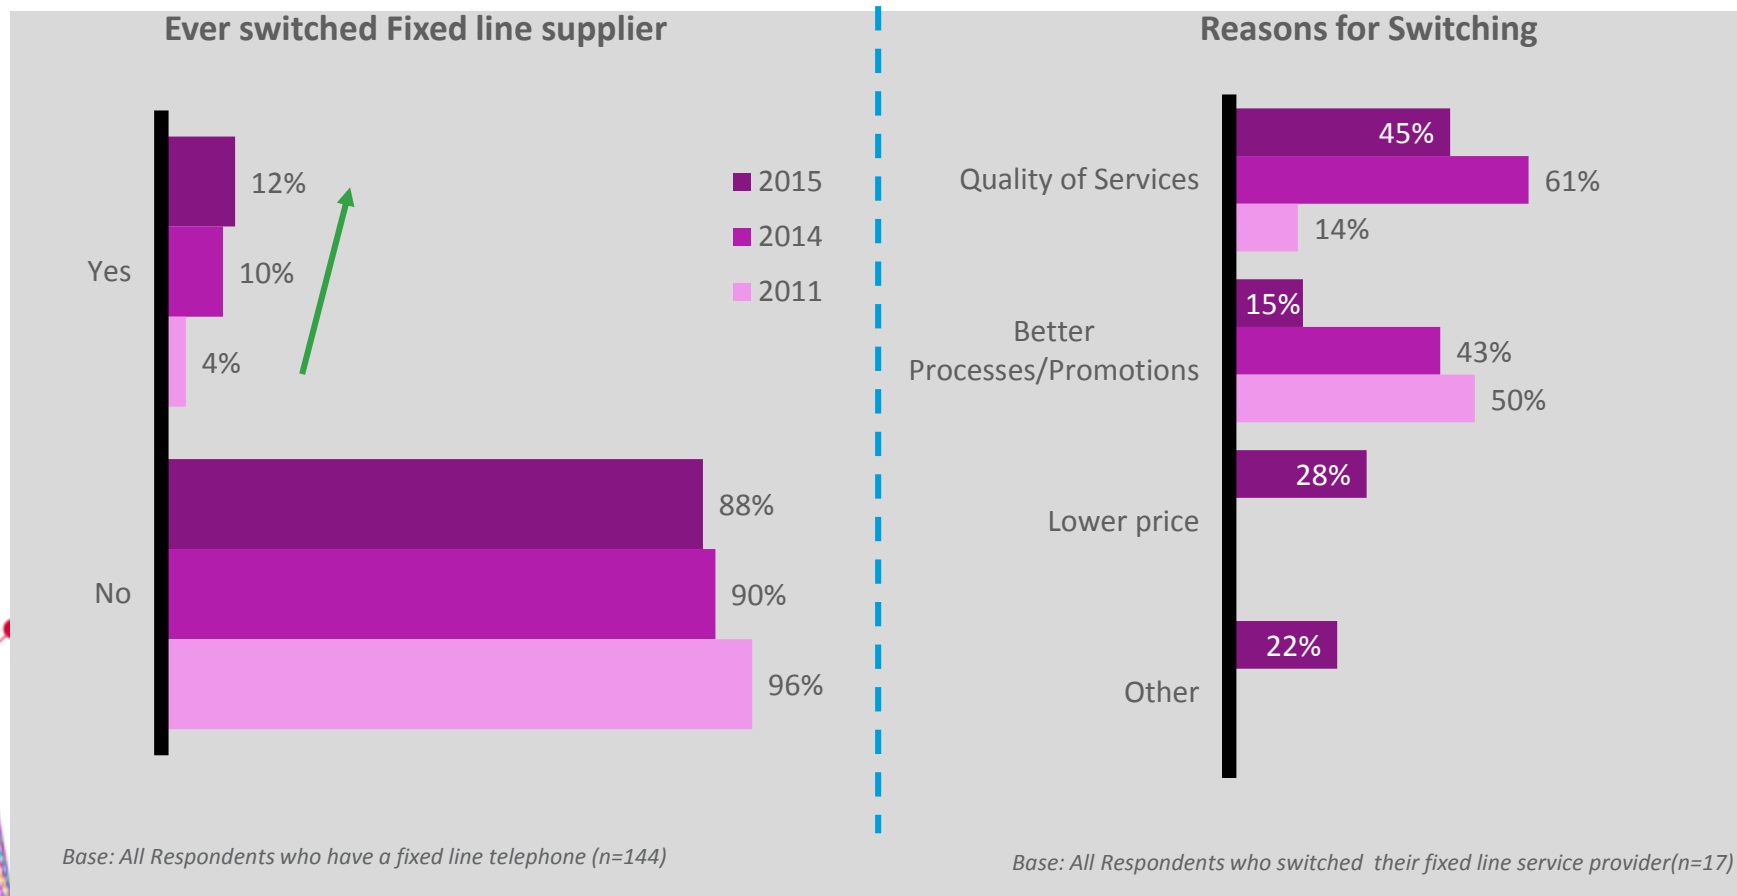 Ever switched Fixed line supplier
12%
Yes
10%
4%
88%
No
90%
96%
2015
2014
2011
Base: All Respondents who have a fixed line telephone (n=144)
Reasons for Switching
45%
Quality of Services
61%
14%
15%
Better
Processes/Promotions
43%
50%
28%
Lower price
22%
Other
Base: All Respondents who switched  their fixed line service provider(n=17)